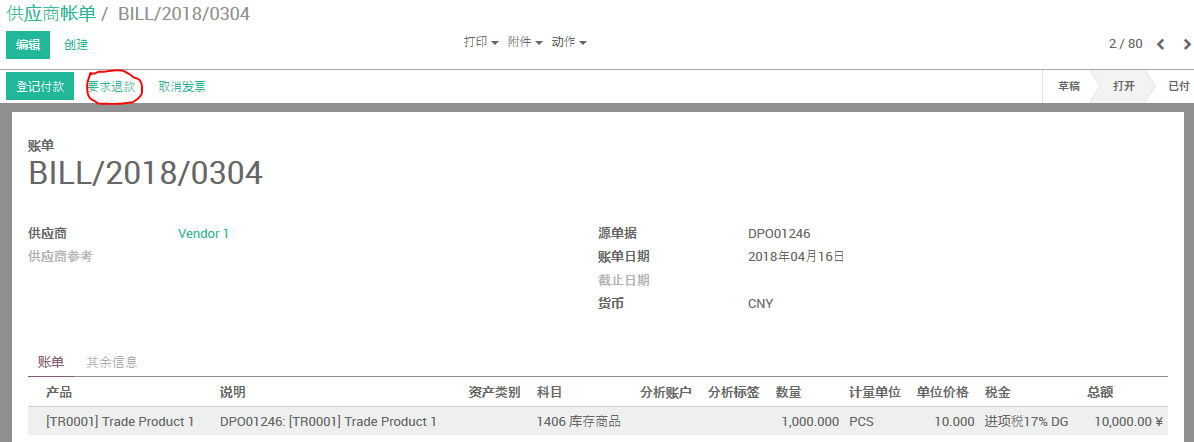 供应商帐单 / BILL/2018/0304
编辑 创建 打印 附件 动作 2 / 80
登记付款 要求退款 取消发票 草稿 打开 已付
账单
BILL/2018/0304
供应商 Vendor 1 源单据 DPO01246
供应商参考 账单日期 2018年04月16日
截止日期
货币 CNY
账单 其余信息
产品 说明 资产类别 科目 分析账户 分析标签 数量 计量单位 单位价格 税金 总额
[TR0001] Trade Product 1 DPO01246: [TR0001] Trade Product 1 1406 库存商品 1,000.000 PCS 10.000 进项税17% DG 10,000.00 ¥